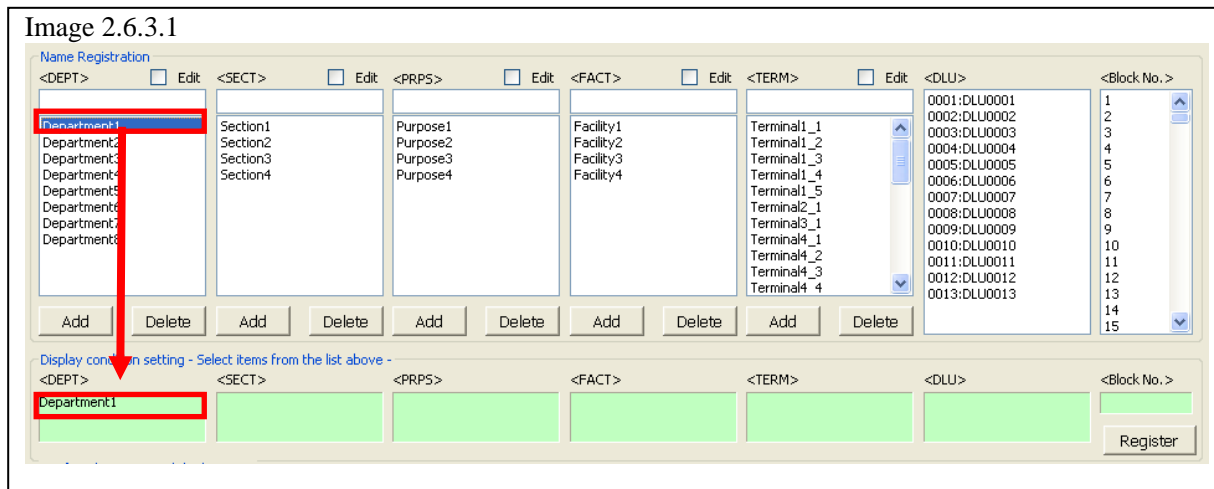 Image 2.6.3.1
Name Registration
<DEPT> Edit <SECT> Edit <PRPS> Edit <FACT> Edit <TERM> Edit <DLU> <Block No.>
Department1
Department2
Department3
Department4
Department5
Department6
Department7
Department8
Section1
Section2
Section3
Section4
Purpose1
Purpose2
Purpose3
Purpose4
Facility1
Facility2
Facility3
Facility4
Terminal1_1
Terminal1_2
Terminal1_3
Terminal1_4
Terminal1_5
Terminal2_1
Terminal3_1
Terminal4_1
Terminal4_2
Terminal4_3
Terminal4_4
0001:DLU0001
0002:DLU0002
0003:DLU0003
0004:DLU0004
0005:DLU0005
0006:DLU0006
0007:DLU0007
0008:DLU0008
0009:DLU0009
0010:DLU0010
0011:DLU0011
0012:DLU0012
0013:DLU0013
1
2
3
4
5
6
7
8
9
10
11
12
13
14
15
Add Delete Add Delete Add Delete Add Delete Add Delete
Display condition setting - Select items from the list above -
<DEPT> <SECT> <PRPS> <FACT> <TERM> <DLU> <Block No.>
Department1
Register